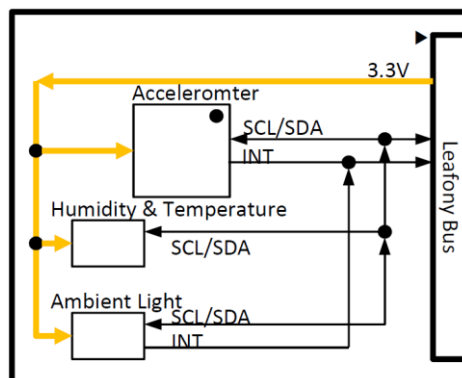 3.3V
Acceleromter
SCL/SDA
INT
Humidity & Temperature
SCL/SDA
Ambient Light
SCL/SDA
INT
Leafony Bus